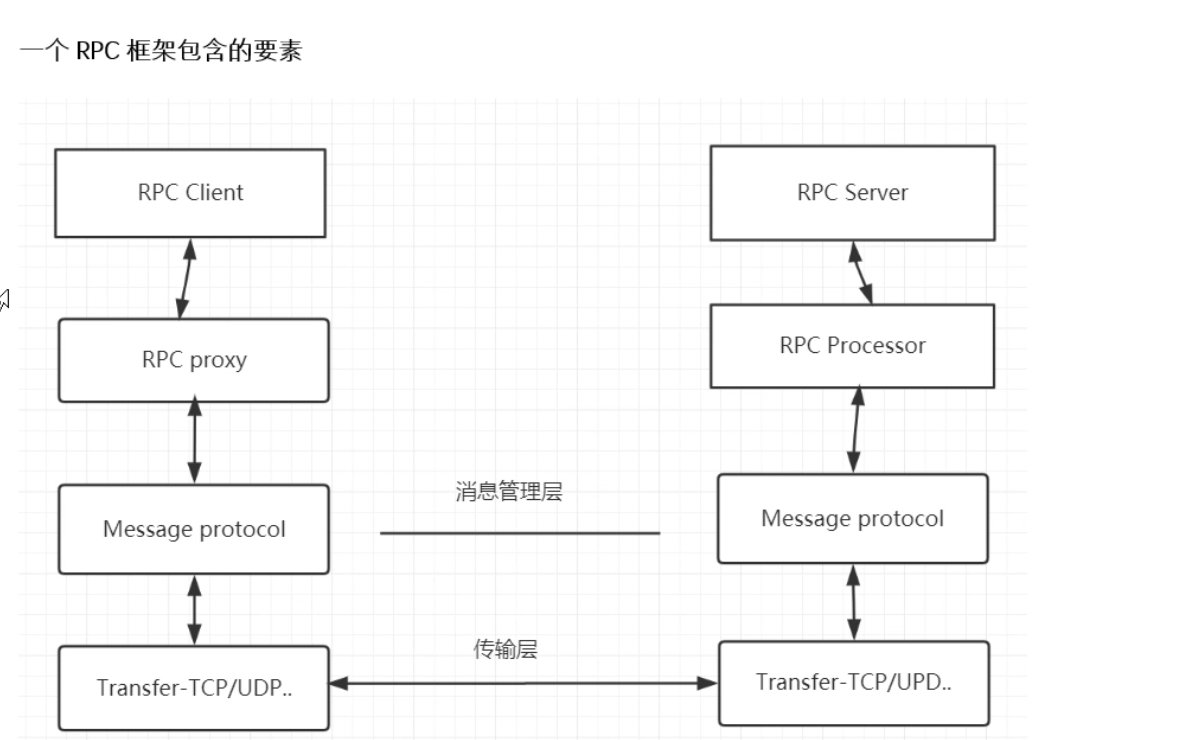 一个 RPC 框架包含的要素
RPC Client
RPC Server
RPC proxy
RPC Processor
消息管理层
Message protocol
Message protocol
传输层
Transfer-TCP/UDP..
Transfer-TCP/UPD..